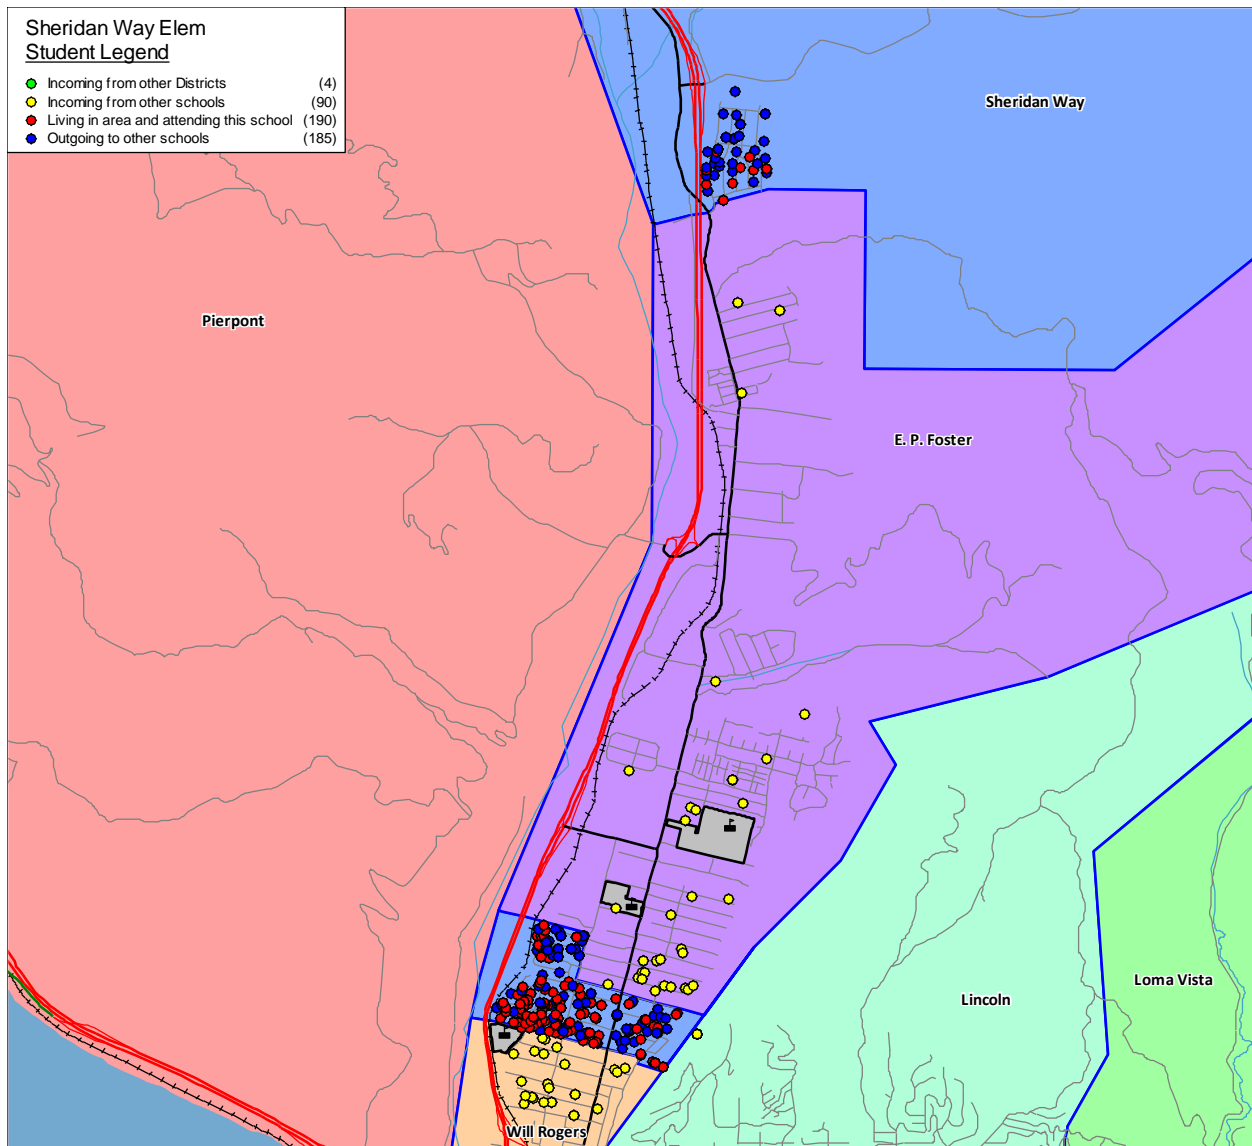 Sheridan Way Elem
Student Legend
Incoming from other Districts (4)
Incoming from other schools (90)
Living in area and attending this school (190)
Outgoing to other schools (185)
Sheridan Way
Pierpont
E. P. Foster
Loma Vista
Lincoln
Will Rogers